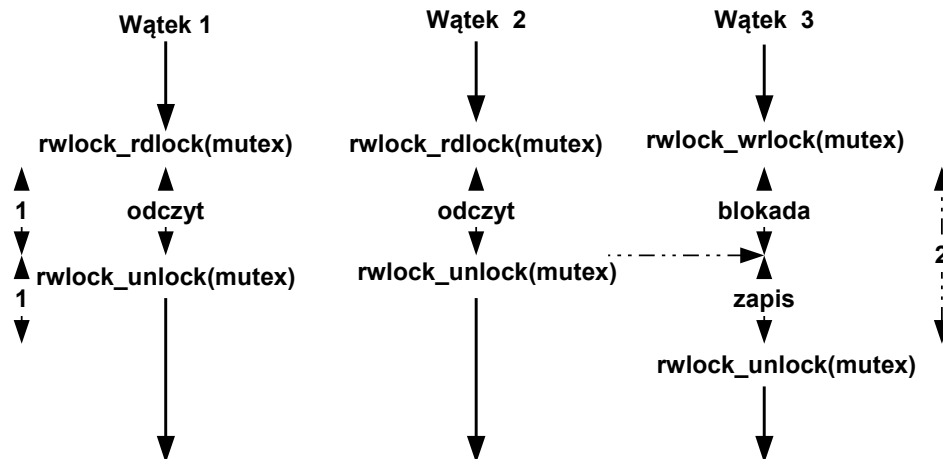 Wątek 1
Wątek 2
Wątek 3
rwlock_rdlock(mutex)
rwlock_rdlock(mutex)
rwlock_wrlock(mutex)
1
odczyt
odczyt
blokada
2
rwlock_unlock(mutex)
rwlock_unlock(mutex)
1
zapis
rwlock_unlock(mutex)